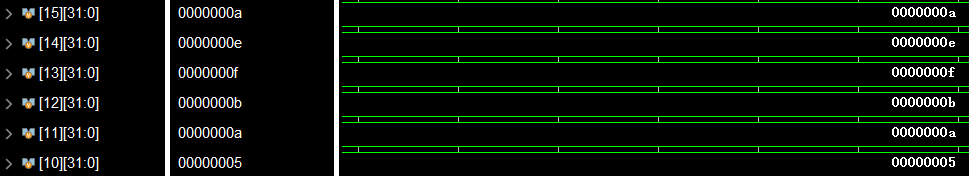 [15][31:0] 0000000a 0000000a
[14][31:0] 0000000e 0000000e
[13][31:0] 0000000f 0000000f
[12][31:0] 0000000b 0000000b
[11][31:0] 0000000a 0000000a
[10][31:0] 00000005 00000005